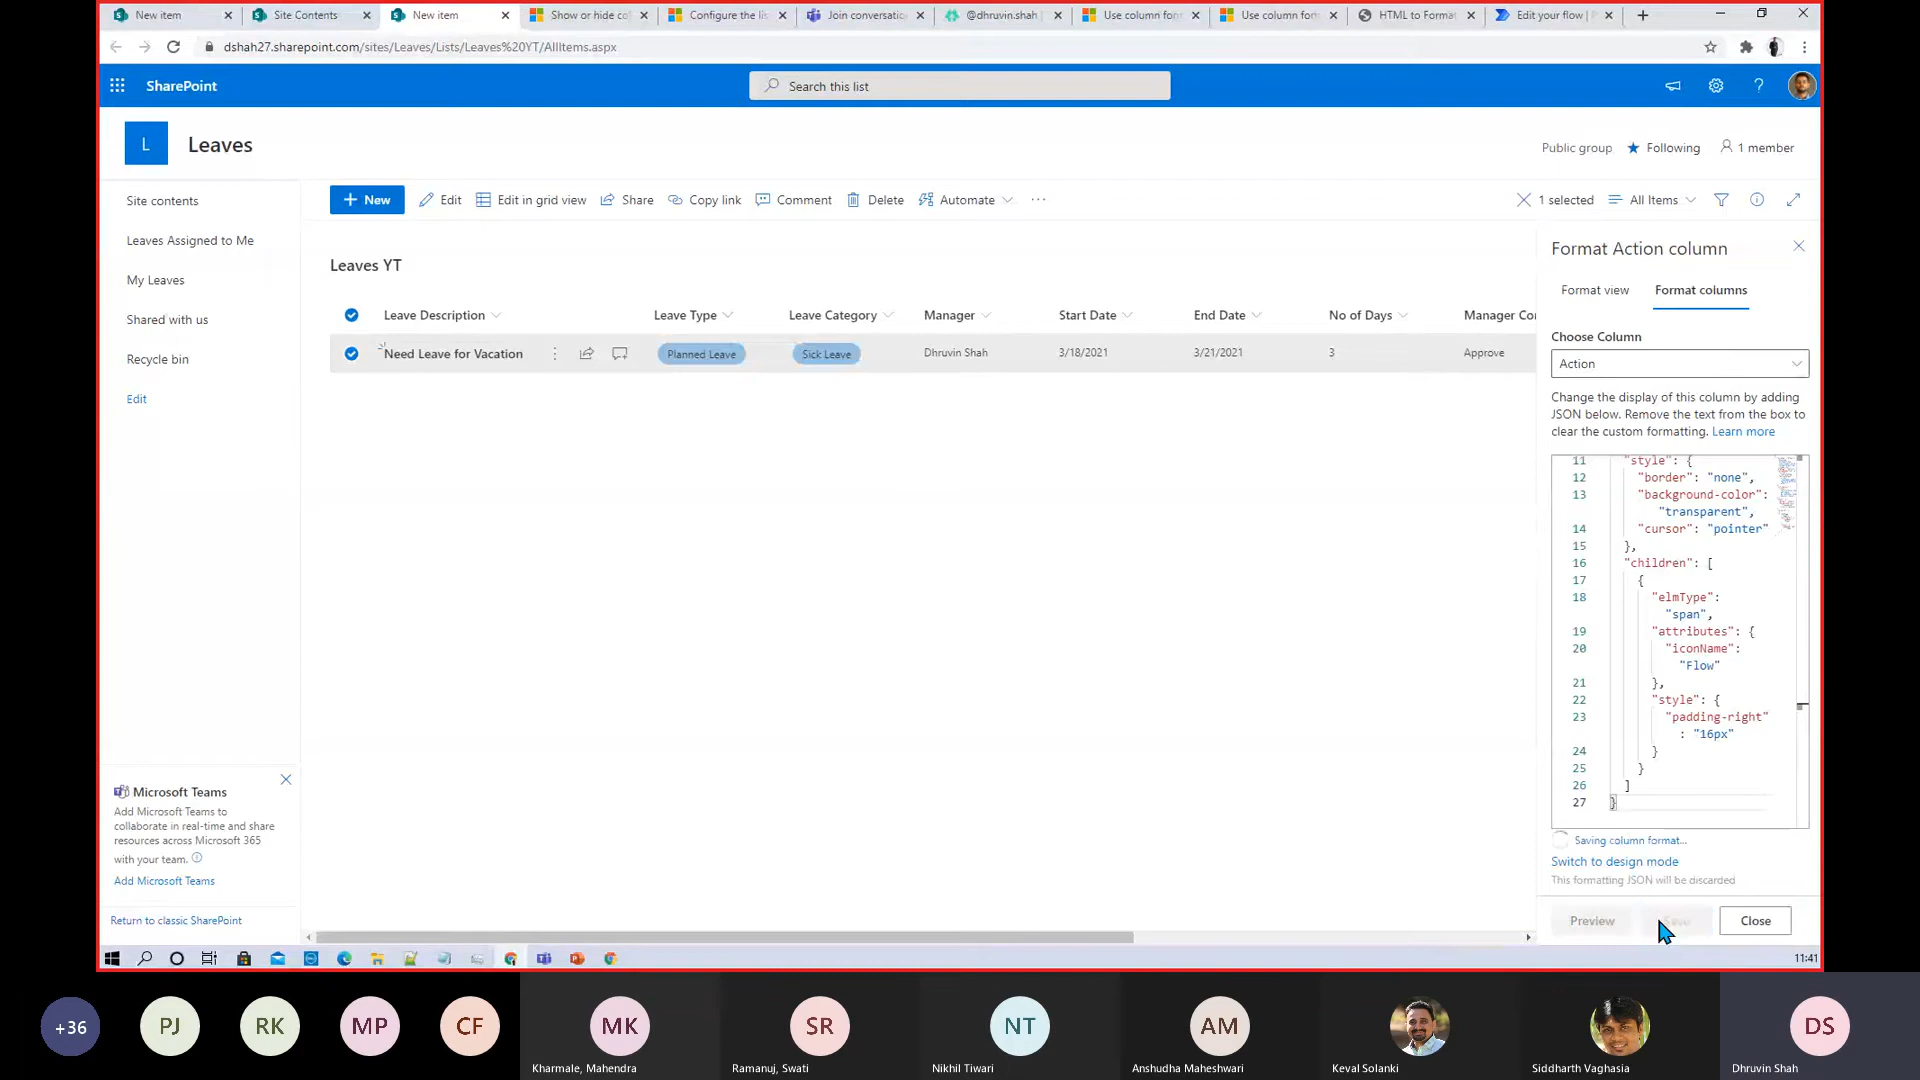 New item
Site Contents
New item
Show or hide co
Configure the lis
Join conversatio
@dhruvin.shah
Use column for
Use column for
HTML to Format
Edit your flow | P
dshah27.sharepoint.com/sites/Leaves/Lists/Leaves%20YT/AllItems.aspx
SharePoint
Search this list
L
Leaves
Public group
Following
1 member
Site contents
Leaves Assigned to Me
My Leaves
Shared with us
Recycle bin
Edit
New
Edit
Edit in grid view
Share
Copy link
Comment
Delete
Automate
1 selected
All Items
Leaves YT
Leave Description
Leave Type
Leave Category
Manager
Start Date
End Date
No of Days
Manager Co
Need Leave for Vacation
Planned Leave
Sick Leave
Dhruvin Shah
3/18/2021
3/21/2021
3
Approve
Format Action column
Format view
Format columns
Choose Column
Action
Change the display of this column by adding
JSON below. Remove the text from the box to
clear the custom formatting. Learn more
11 "style": {
12 "border": "none",
13 "background-color":
"transparent",
14 "cursor": "pointer"
15 },
16 "children": [
17 {
18 "elmType":
"span",
19 "attributes": {
20 "iconName":
"Flow"
21 },
22 "style": {
23 "padding-right"
: "16px"
24 }
25 }
26 ]
27 }
Saving column format...
Switch to design mode
This formatting JSON will be discarded
Preview
Close
Microsoft Teams
Add Microsoft Teams to
collaborate in real-time and share
resources across Microsoft 365
with your team.
Add Microsoft Teams
Return to classic SharePoint
11:41
+36
PJ
RK
MP
CF
MK
Kharmale, Mahendra
SR
Ramanuj, Swati
NT
Nikhil Tiwari
AM
Anshudha Maheshwari
Keval Solanki
Siddharth Vaghasia
DS
Dhruvin Shah